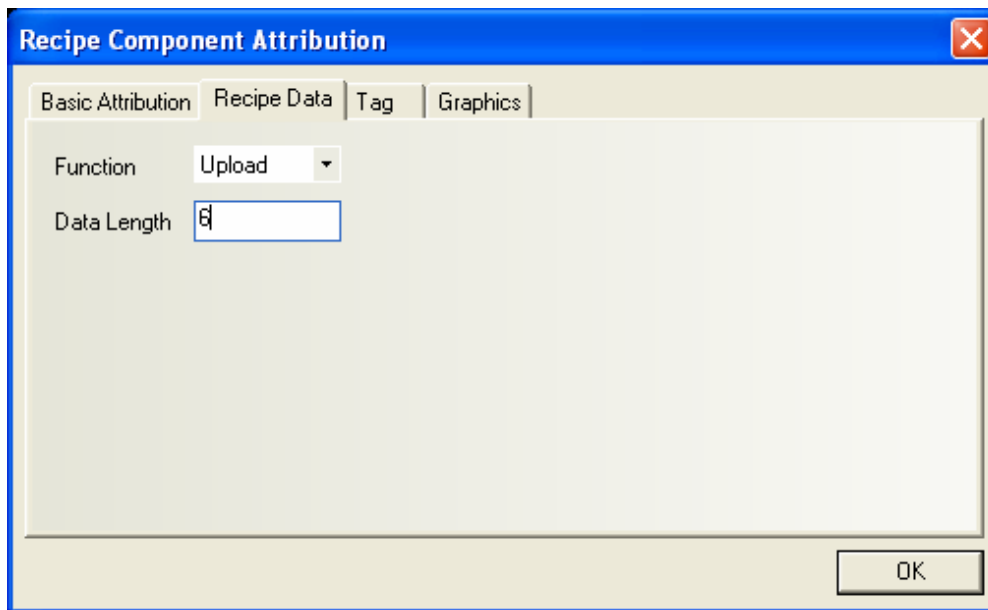 Recipe Component Attribution
Basic Attribution Recipe Data Tag Graphics
Function Upload
Data Length 6
OK